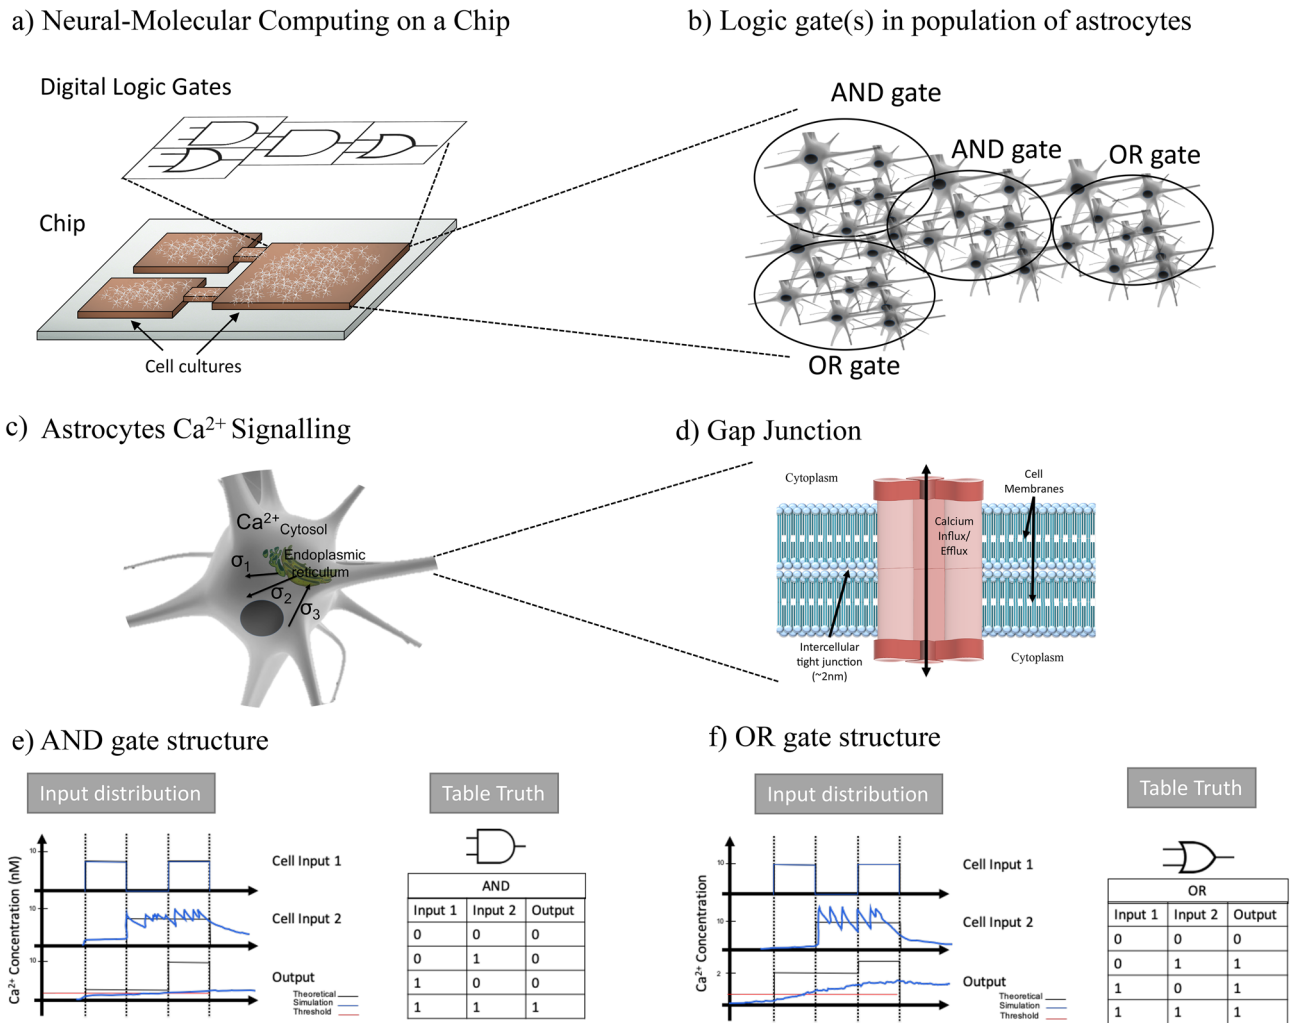 a) Neural-Molecular Computing on a Chip
b) Logic gate(s) in population of astrocytes
Digital Logic Gates
Chip
Cell cultures
AND gate
AND gate
OR gate
OR gate
c) Astrocytes Ca²⁺ Signalling
Ca²⁺
Cytosol
Endoplasmic
reticulum
σ₁
σ₂
σ₃
d) Gap Junction
Cytoplasm
Cell
Membranes
Calcium
Influx/
Efflux
Intercellular
tight junction
(~2nm)
Cytoplasm
e) AND gate structure
Input distribution
Table Truth
Ca²⁺ Concentration (nM)
10
Cell Input 1
10
Cell Input 2
10
Output
Theoretical
Simulation
Threshold
AND
Input 1 Input 2 Output
0 0 0
0 1 0
1 0 0
1 1 1
f) OR gate structure
Input distribution
Table Truth
Ca²⁺ Concentration
10
Cell Input 1
10
Cell Input 2
2
Output
Theoretical
Simulation
Threshold
OR
Input 1 Input 2 Output
0 0 0
0 1 1
1 0 1
1 1 1